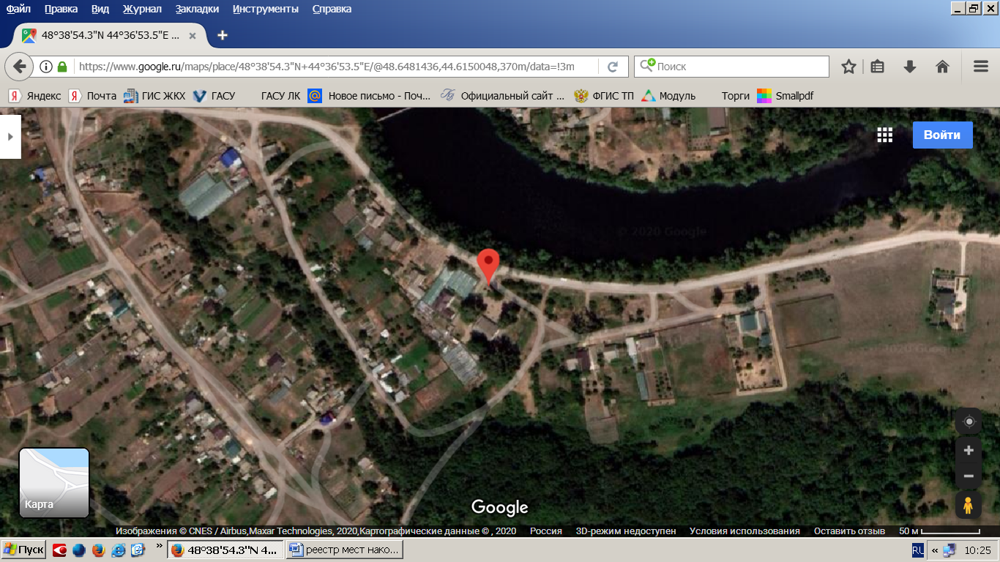 Файл Правка Вид Журнал Закладки Инструменты Справка
48°38'54.3"N 44°36'53.5"E ...
https://www.google.ru/maps/place/48°38'54.3"N+44°36'53.5"E/@48.6481436,44.6150048,370m/data=!3m
Поиск
Яндекс Почта ГИС ЖКХ ГАСУ ГАСУ ЛК Новое письмо - Поч... Официальный сайт ... ФГИС ТП Модуль Торги Smallpdf
Войти
© 2020 Google
2020 Google
Карта
Google
Изображения © CNES / Airbus,Maxar Technologies, 2020,Картографические данные © , 2020 Россия 3D-режим недоступен Условия использования Оставить отзыв 50 м
Пуск » 48°38'54.3"N 4... реестр мест нако... RU « 10:25